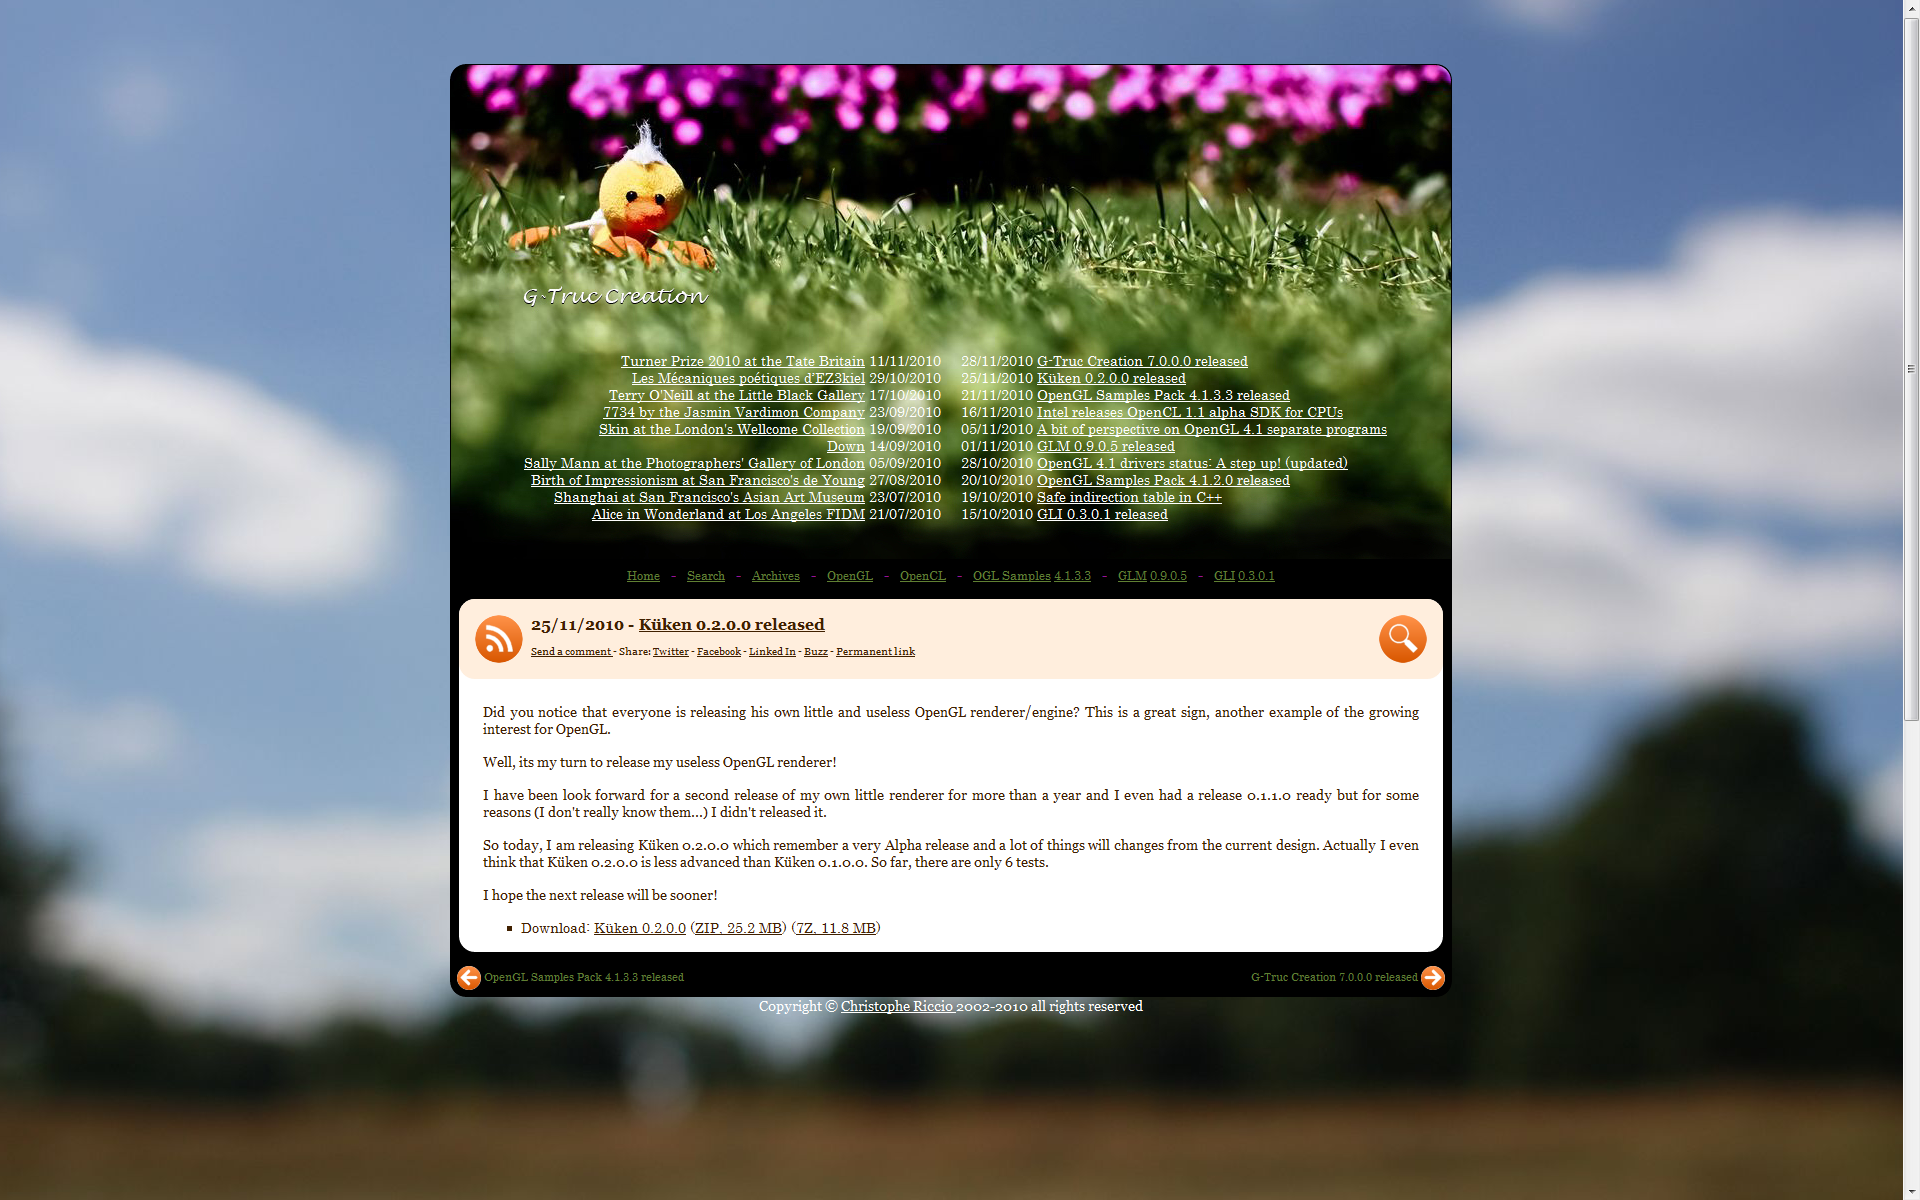 G-Truc Creation
Turner Prize 2010 at the Tate Britain 11/11/2010
Les Mécaniques poétiques d'EZ3kiel 29/10/2010
Terry O'Neill at the Little Black Gallery 17/10/2010
7734 by the Jasmin Vardimon Company 23/09/2010
Skin at the London's Wellcome Collection 19/09/2010
Down 14/09/2010
Sally Mann at the Photographers' Gallery of London 05/09/2010
Birth of Impressionism at San Francisco's de Young 27/08/2010
Shanghai at San Francisco's Asian Art Museum 23/07/2010
Alice in Wonderland at Los Angeles FIDM 21/07/2010
28/11/2010 G-Truc Creation 7.0.0.0 released
25/11/2010 Küken 0.2.0.0 released
21/11/2010 OpenGL Samples Pack 4.1.3.3 released
16/11/2010 Intel releases OpenCL 1.1 alpha SDK for CPUs
05/11/2010 A bit of perspective on OpenGL 4.1 separate programs
01/11/2010 GLM 0.9.0.5 released
28/10/2010 OpenGL 4.1 drivers status: A step up! (updated)
20/10/2010 OpenGL Samples Pack 4.1.2.0 released
19/10/2010 Safe indirection table in C++
15/10/2010 GLI 0.3.0.1 released
Home - Search - Archives - OpenGL - OpenCL - OGL Samples 4.1.3.3 - GLM 0.9.0.5 - GLI 0.3.0.1
25/11/2010 - Küken 0.2.0.0 released
Send a comment - Share: Twitter - Facebook - Linked In - Buzz - Permanent link
Did you notice that everyone is releasing his own little and useless OpenGL renderer/engine? This is a great sign, another example of the growing
interest for OpenGL.
Well, its my turn to release my useless OpenGL renderer!
I have been look forward for a second release of my own little renderer for more than a year and I even had a release 0.1.1.0 ready but for some
reasons (I don't really know them...) I didn't released it.
So today, I am releasing Küken 0.2.0.0 which remember a very Alpha release and a lot of things will changes from the current design. Actually I even
think that Küken 0.2.0.0 is less advanced than Küken 0.1.0.0. So far, there are only 6 tests.
I hope the next release will be sooner!
Download: Küken 0.2.0.0 (ZIP, 25.2 MB) (7Z, 11.8 MB)
OpenGL Samples Pack 4.1.3.3 released
G-Truc Creation 7.0.0.0 released
Copyright © Christophe Riccio 2002-2010 all rights reserved